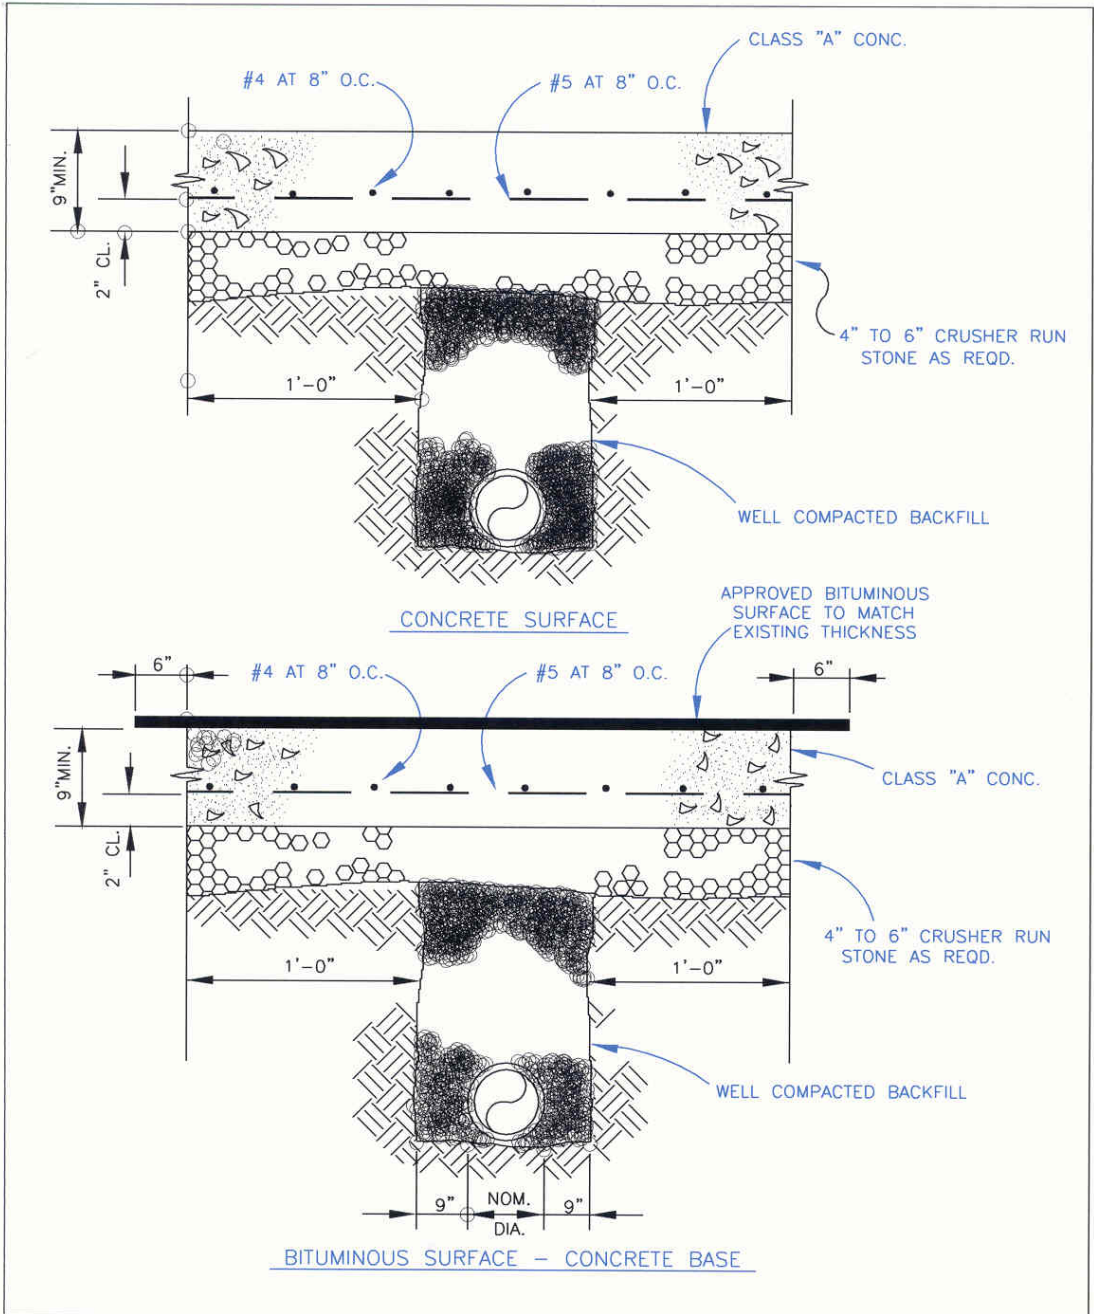 CLASS "A" CONC.
#4 AT 8" O.C.
#5 AT 8" O.C.
9"MIN.
2" CL.
4" TO 6" CRUSHER RUN
STONE AS REQD.
1'-0"
1'-0"
WELL COMPACTED BACKFILL
CONCRETE SURFACE
APPROVED BITUMINOUS
SURFACE TO MATCH
EXISTING THICKNESS
6"
#4 AT 8" O.C.
#5 AT 8" O.C.
6"
9"MIN.
CLASS "A" CONC.
2" CL.
4" TO 6" CRUSHER RUN
STONE AS REQD.
1'-0"
1'-0"
WELL COMPACTED BACKFILL
9"
NOM.
DIA.
9"
BITUMINOUS SURFACE – CONCRETE BASE